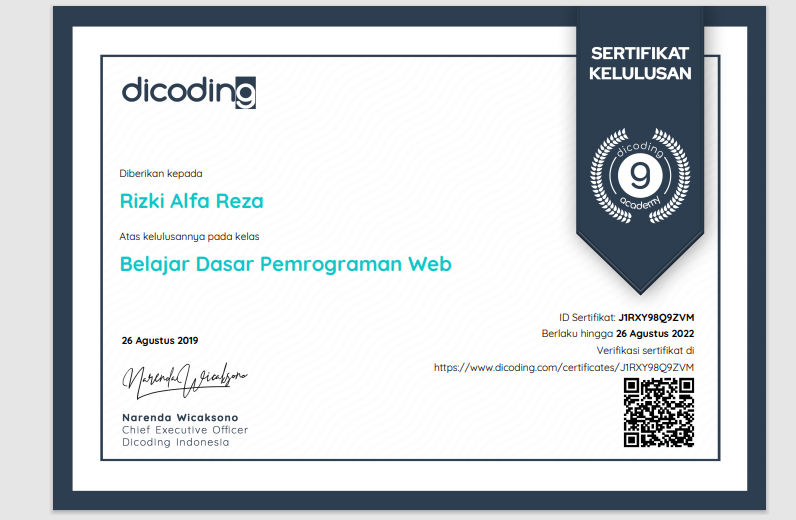 SERTIFIKAT
KELULUSAN
dicoding
dicoding
academy
Diberikan kepada
Rizki Alfa Reza
Atas kelulusannya pada kelas
Belajar Dasar Pemrograman Web
ID Sertifikat: J1RXY98Q9ZVM
Berlaku hingga 26 Agustus 2022
Verifikasi sertifikat di
https://www.dicoding.com/certificates/J1RXY98Q9ZVM
26 Agustus 2019
Narenda Wicaksono
Narenda Wicaksono
Chief Executive Officer
Dicoding Indonesia